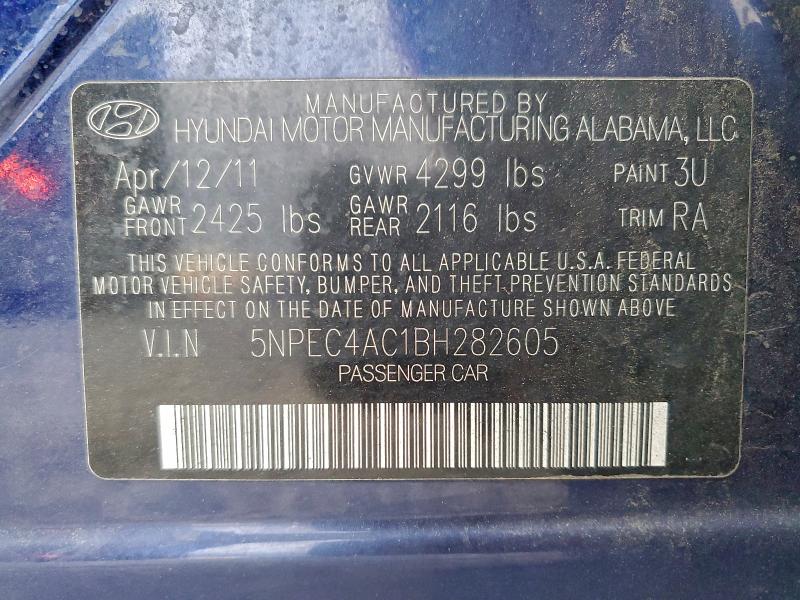 MANUFACTURED BY
HYUNDAI MOTOR MANUFACTURING ALABAMA, LLC
Apr/12/11 GVWR 4299 lbs PAINT 3U
GAWR FRONT 2425 lbs GAWR REAR 2116 lbs TRIM RA
THIS VEHICLE CONFORMS TO ALL APPLICABLE U.S.A. FEDERAL
MOTOR VEHICLE SAFETY, BUMPER, AND THEFT PREVENTION STANDARDS
IN EFFECT ON THE DATE OF MANUFACTURE SHOWN ABOVE.
V.I.N 5NPEC4AC1BH282605
PASSENGER CAR